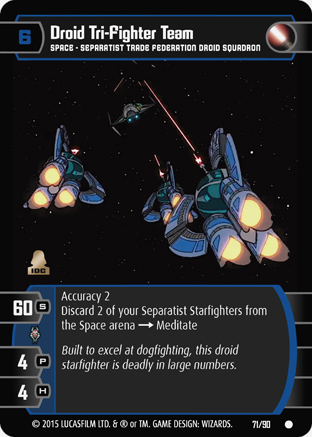 6
Droid Tri-Fighter Team
SPACE - SEPARATIST TRADE FEDERATION DROID SQUADRON
IDC
60 S
Accuracy 2
Discard 2 of your Separatist Starfighters from
the Space arena → Meditate
4 P
Built to excel at dogfighting, this droid
starfighter is deadly in large numbers.
4 H
© 2015 LUCASFILM LTD. & ® or TM. GAME DESIGN: WIZARDS. 71/90